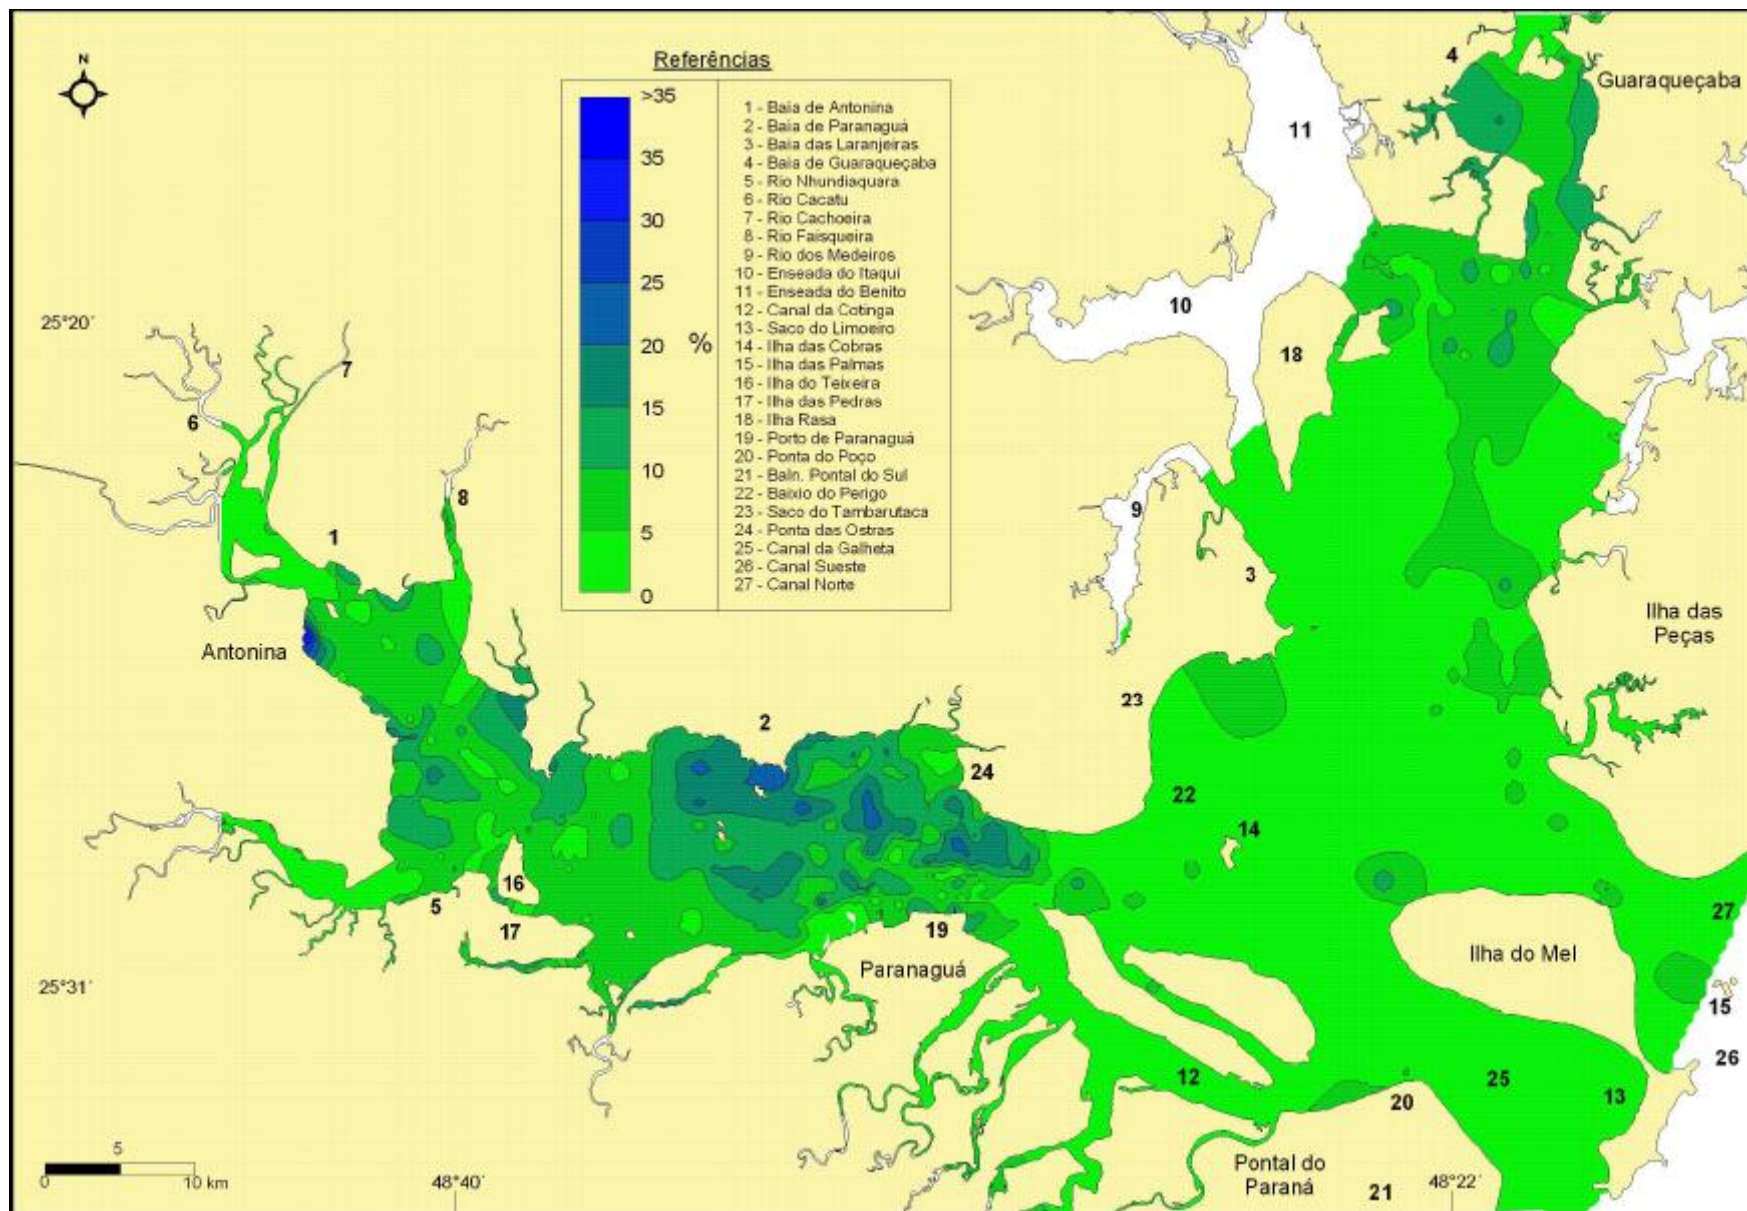 N
Referências
>35
35
30
25
20
15
10
5
0
%
1 - Baia de Antonina
2 - Baia de Paranaguá
3 - Baia das Laranjeiras
4 - Baia de Guaraqueçaba
5 - Rio Nhundiaquara
6 - Rio Cacatu
7 - Rio Cachoeira
8 - Rio Faisqueira
9 - Rio dos Medeiros
10 - Enseada do Itaqui
11 - Enseada do Benito
12 - Canal da Cotinga
13 - Saco do Limoeiro
14 - Ilha das Cobras
15 - Ilha das Palmas
16 - Ilha do Teixeira
17 - Ilha das Pedras
18 - Ilha Rasa
19 - Porto de Paranaguá
20 - Ponta do Poço
21 - Baln. Pontal do Sul
22 - Baixio do Perigo
23 - Saco do Tambarutaca
24 - Ponta das Ostras
25 - Canal da Galheta
26 - Canal Sueste
27 - Canal Norte
4
Guaraqueçaba
11
10
25°20´
18
7
6
8
9
1
3
Ilha das
Peças
Antonina
23
2
24
22
14
16
5
17
19
27
Ilha do Mel
Paranaguá
25°31´
15
26
12
25
20
13
5
0
10 km
48°40´
Pontal do
Paraná
21
48°22´